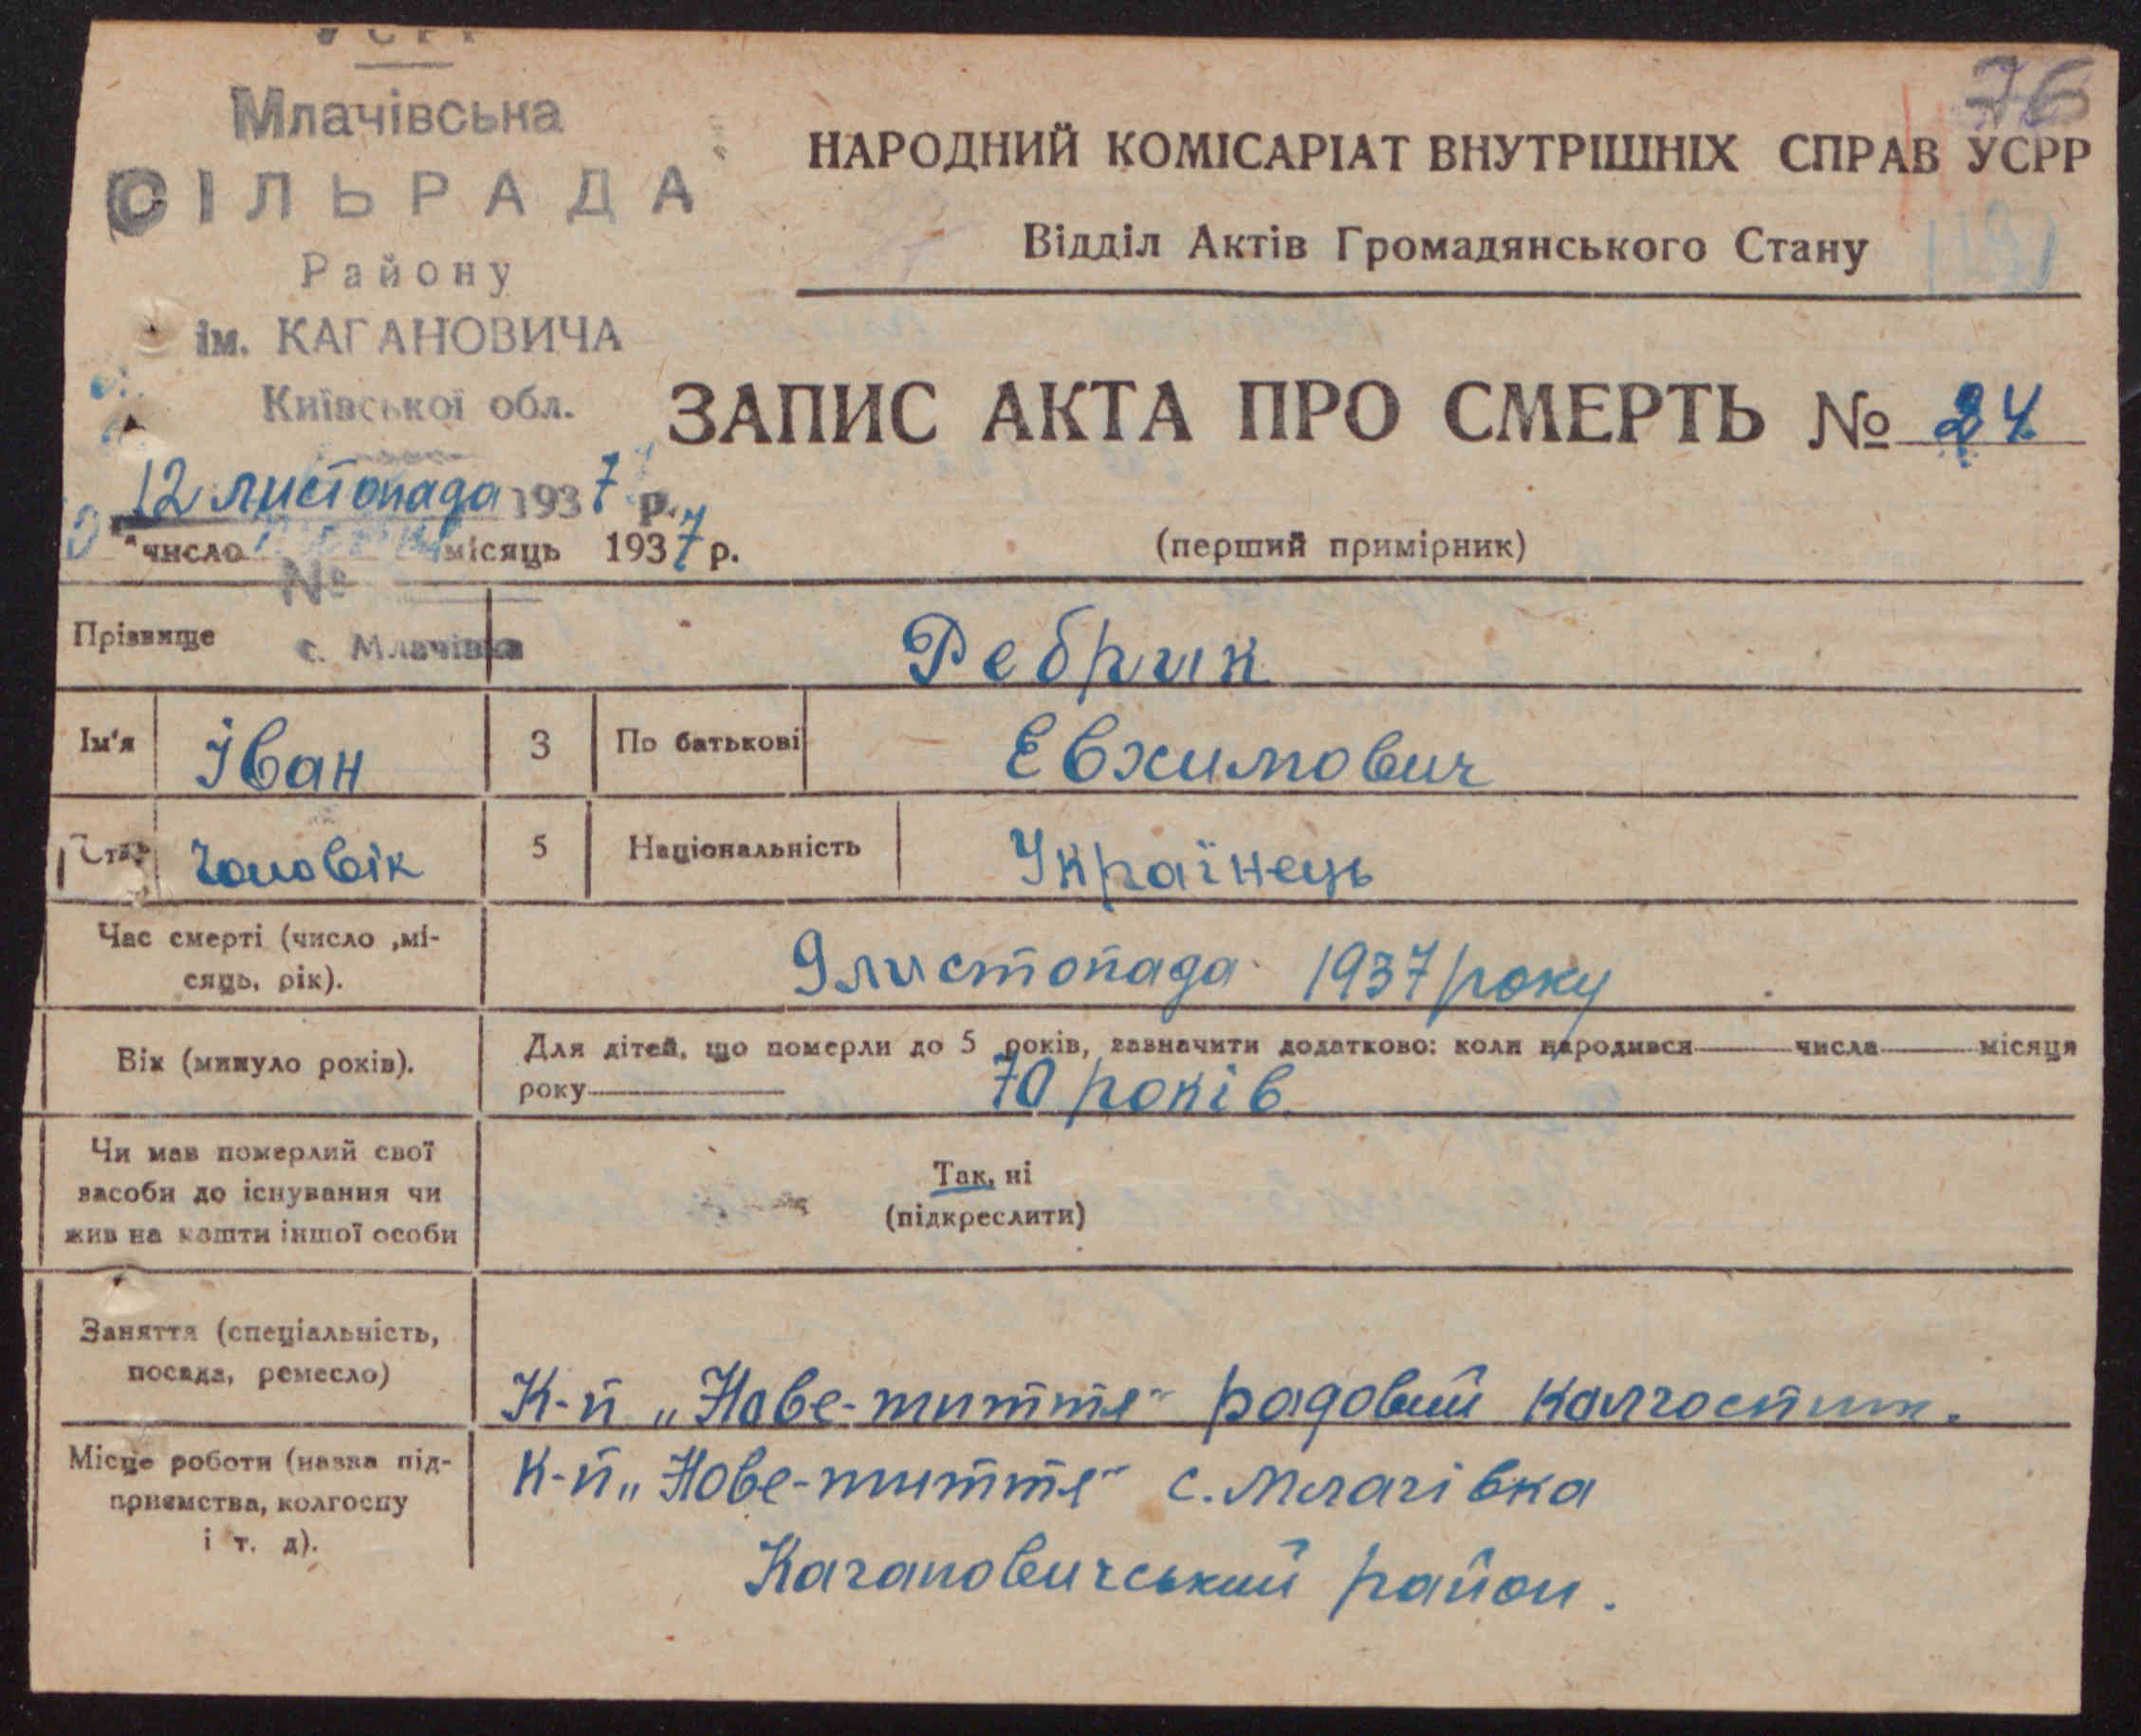 УСРР
Млачівська
СІЛЬРАДА
Району
ім. КАГАНОВИЧА
Київської обл.
12 листопада 1937 р.
число місяць 1937 р.
№
с. Млачівка
76
НАРОДНИЙ КОМІСАРІАТ ВНУТРІШНІХ СПРАВ УСРР
Відділ Актів Громадянського Стану
ЗАПИС АКТА ПРО СМЕРТЬ № 24
(перший примірник)
Прізвище Ребрик
Ім'я Іван 3 По батькові Евхимович
Стать Чоловік 5 Національність Українець
Час смерті (число ,мі-
сяць, рік).
9 листопада 1937 року
Вік (минуло років).
Для дітей, що померли до 5 років, зазначити додатково: коли народився числа місяця
року 70 років
Чи мав померлий свої
засоби до існування чи
жив на кошти іншої особи
Так, ні
(підкреслити)
Заняття (спеціальність,
посада, ремесло)
К-п „Нове-життя" радовий колгоспник.
Місце роботи (назва під-
приємства, колгоспу
і т. д).
К-п „Нове-життя" с. Млачівка
Кагановичський район.